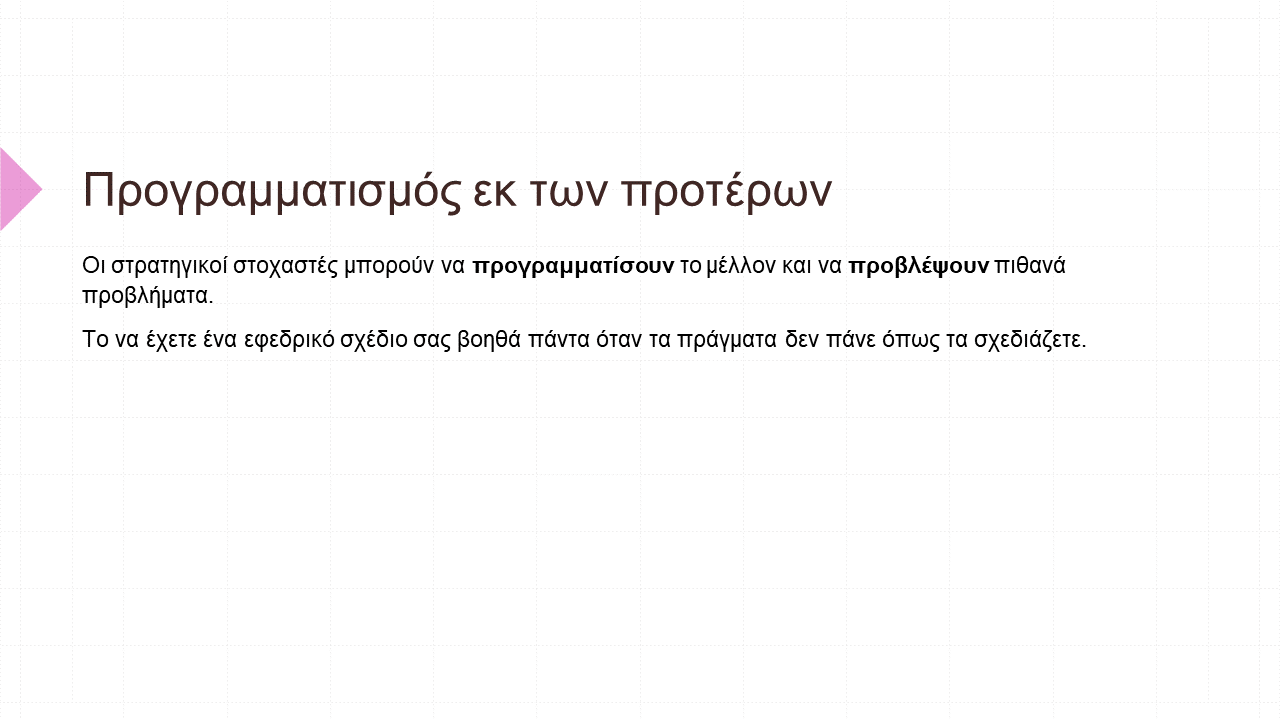 Προγραμματισμός εκ των προτέρων
Οι στρατηγικοί στοχαστές μπορούν να προγραμματίσουν το μέλλον και να προβλέψουν πιθανά
προβλήματα.
Το να έχετε ένα εφεδρικό σχέδιο σας βοηθά πάντα όταν τα πράγματα δεν πάνε όπως τα σχεδιάζετε.